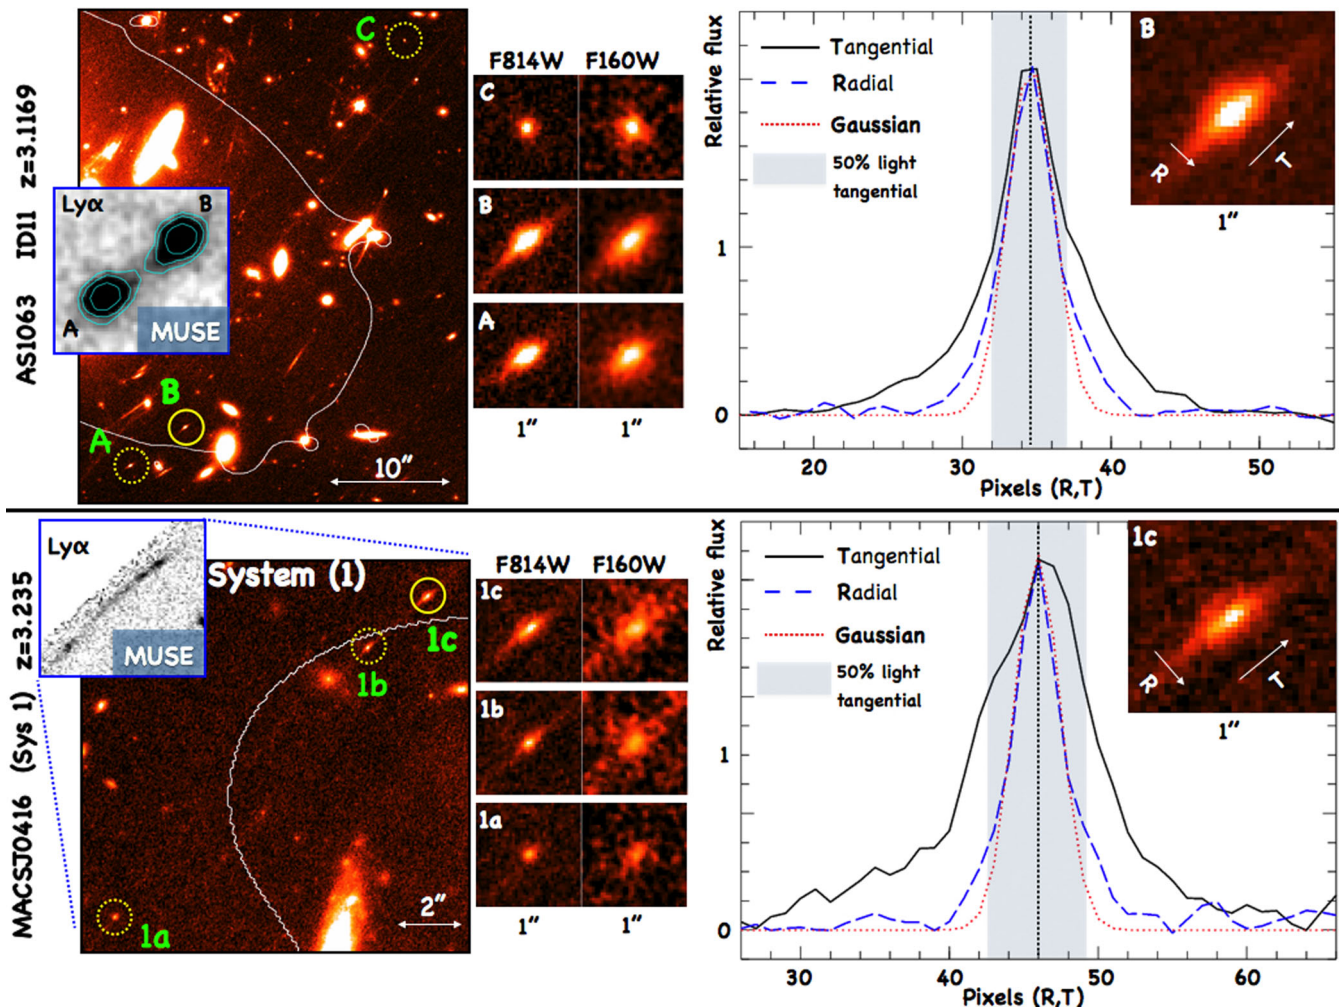 AS1063 ID11 z=3.1169
C
Lyα
B
A
MUSE
B
A
10″
F814W F160W
C
B
A
1″ 1″
Relative flux
Tangential
Radial
Gaussian
50% light
tangential
B
R
T
1″
1
0
20 30 40 50
Pixels (R,T)
MACSJ0416 (Sys 1) z=3.235
Lyα
MUSE
System (1)
1c
1b
1a
2″
F814W F160W
1c
1b
1a
1″ 1″
Relative flux
Tangential
Radial
Gaussian
50% light
tangential
1c
R
T
1″
1
0
30 40 50 60
Pixels (R,T)